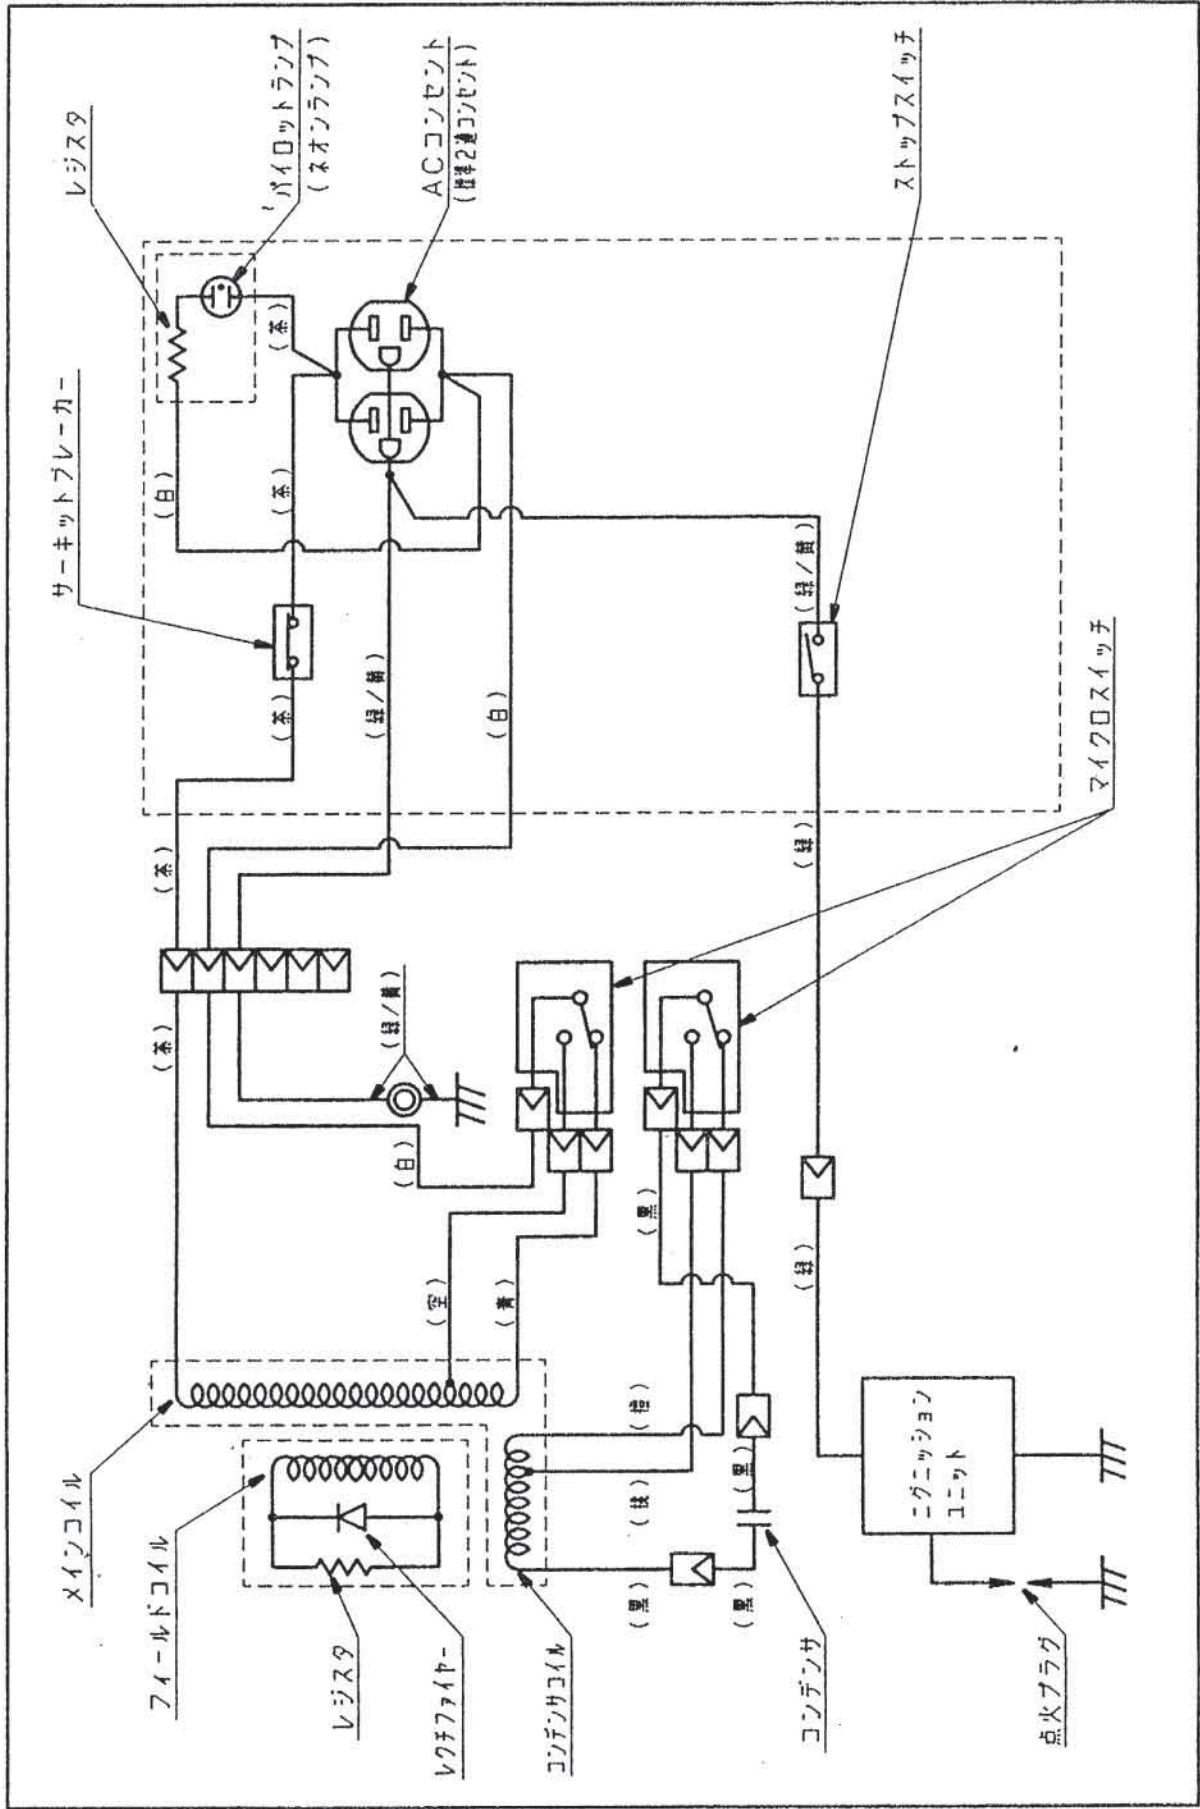 メインコイル
フィールドコイル
レジスタ
レクチファイヤー
コンデンサコイル
コンデンサ
点火プラグ
ニグニッション
ユニット
サーキットブレーカー
レジスタ
パイロットランプ
(ネオンランプ)
ACコンセント
(標準2連コンセント)
ストップスイッチ
マイクロスイッチ
(茶)
(茶)
(茶)
(茶)
(白)
(茶)
(緑/黄)
(緑/黄)
(白)
(白)
(空)
(青)
(黒)
(橙)
(黒)
(黒)
(黒)
(緑)
(緑)
(緑/黄)